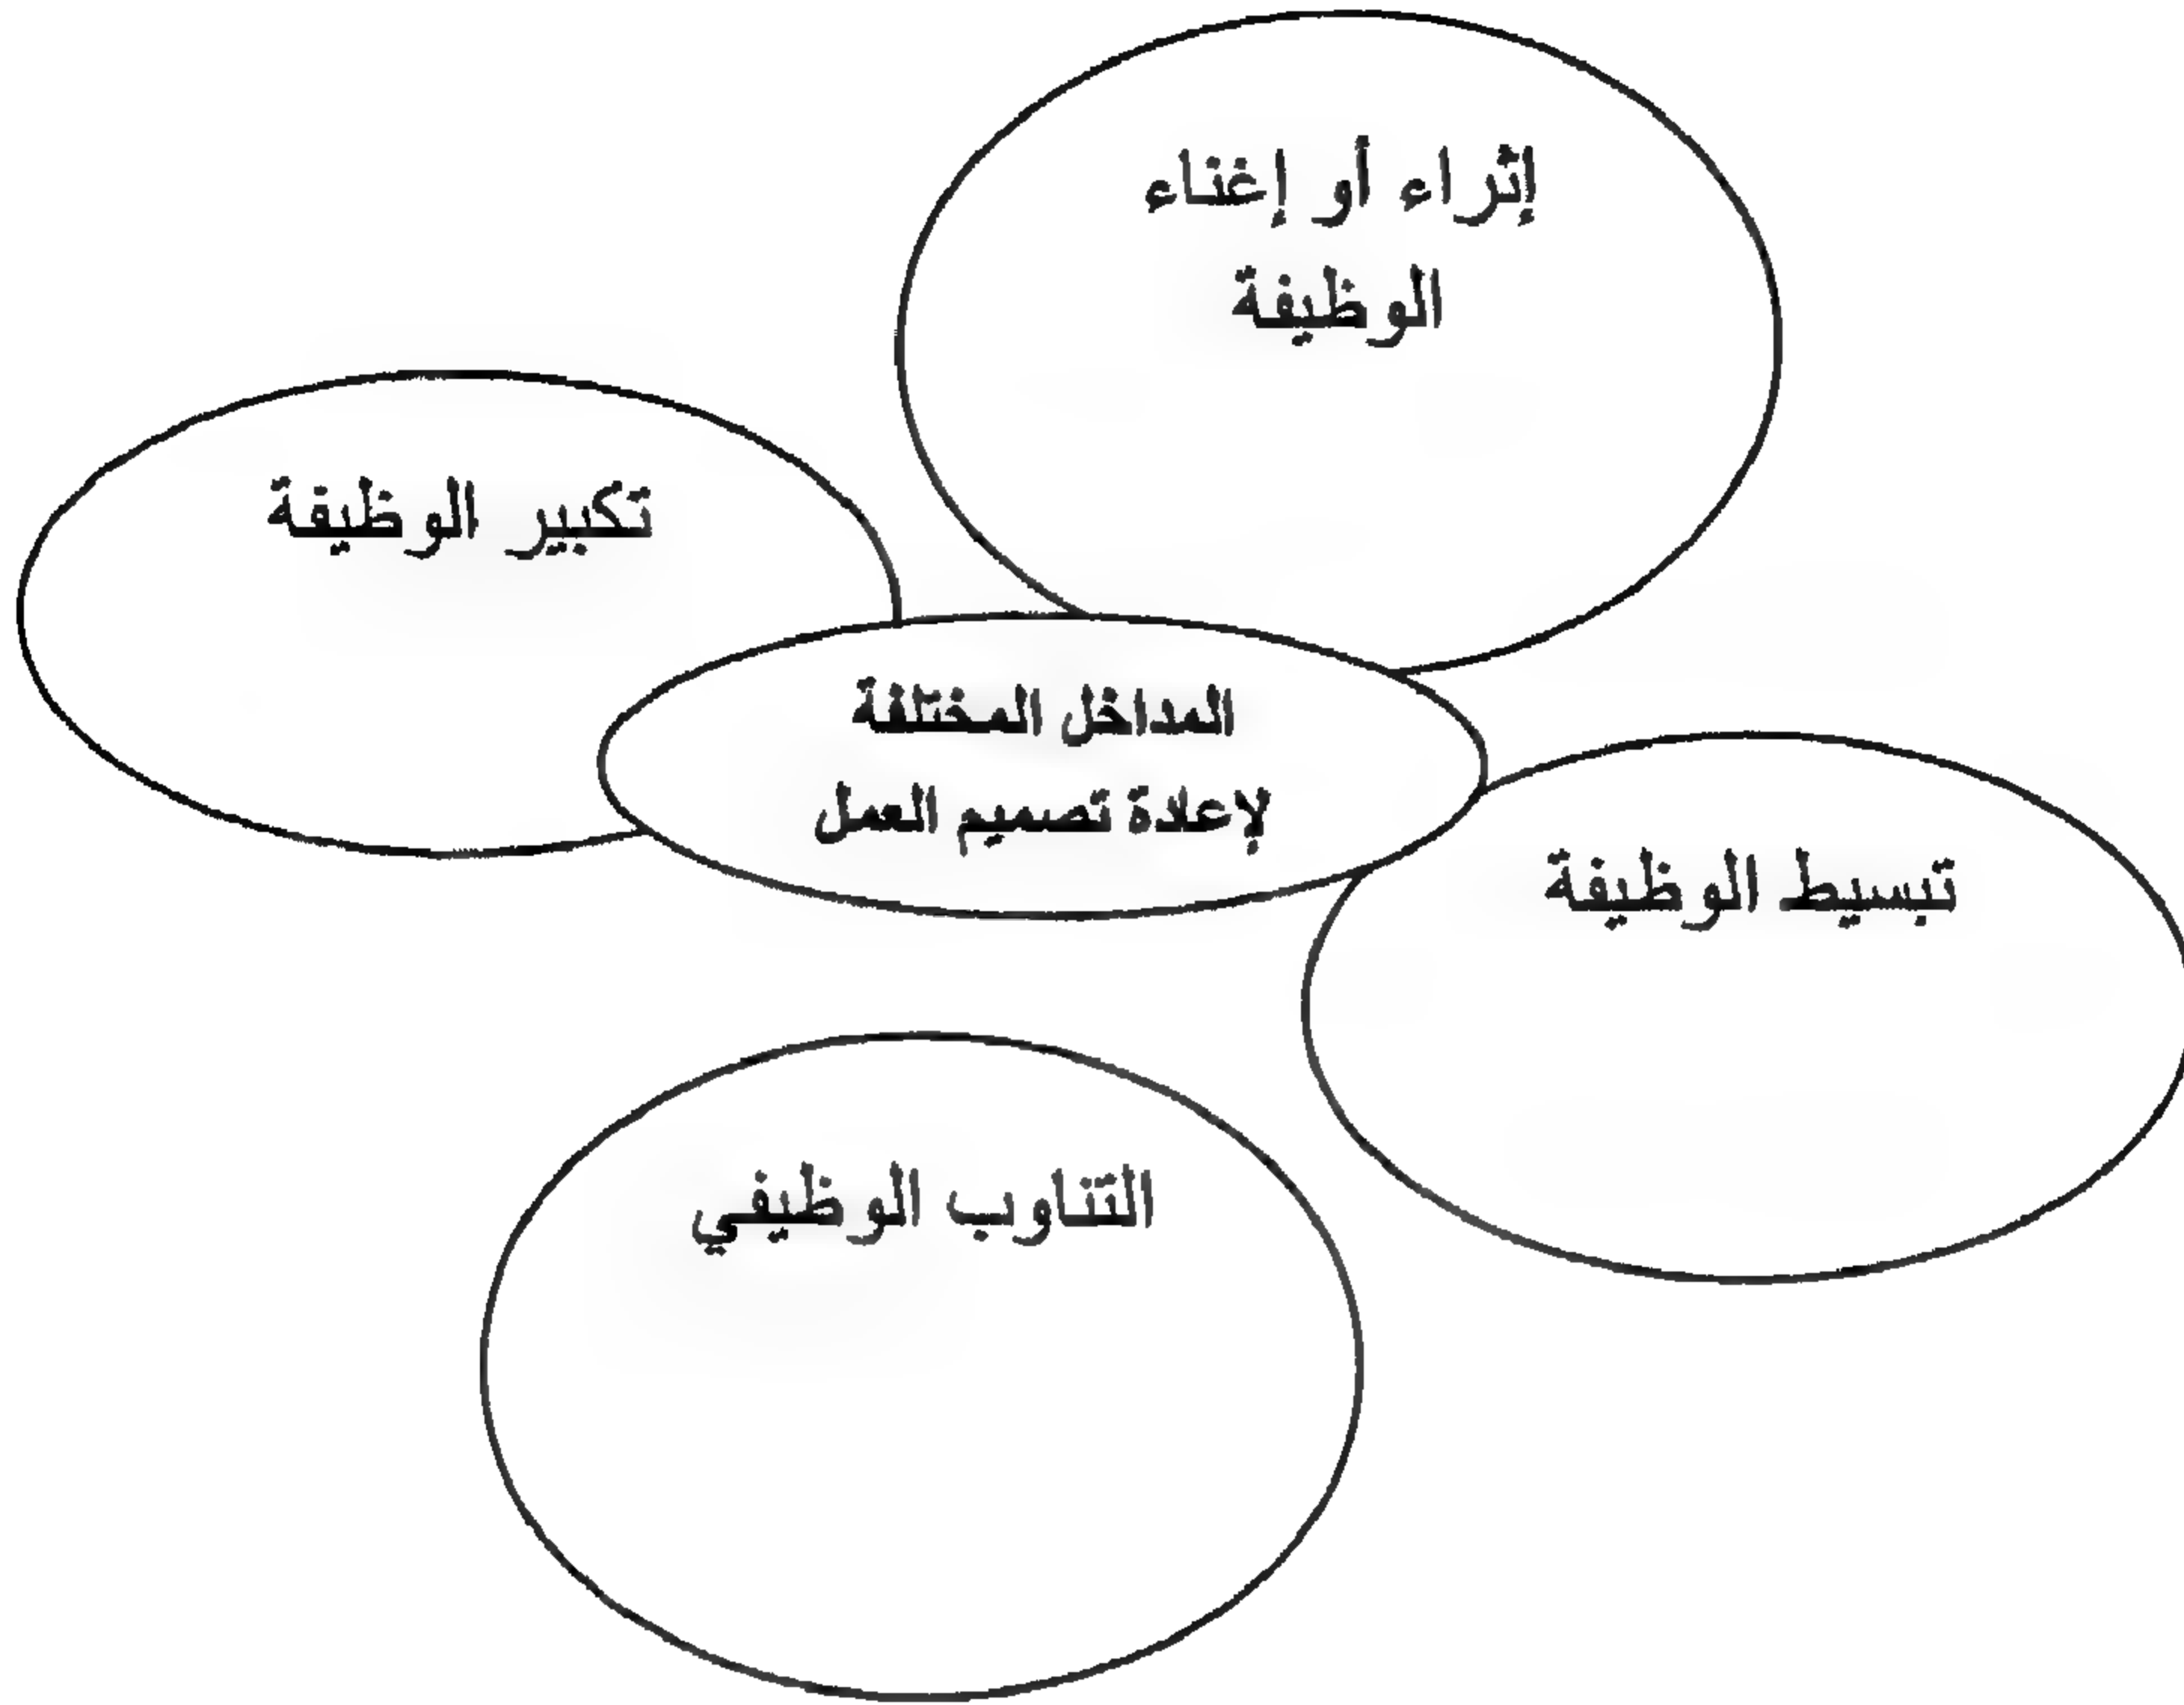 إثراء أو إغناء
الوظيفة
تكبير الوظيفة
المداخل المختلفة
لإعادة تصميم العمل
تبسيط الوظيفة
التناوب الوظيفي